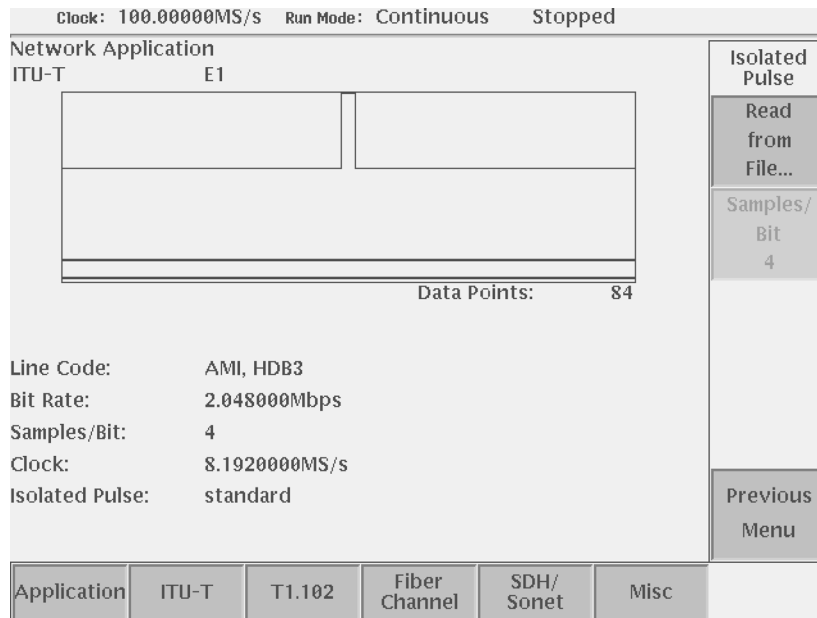 Clock: 100.00000MS/s Run Mode: Continuous Stopped
Network Application
ITU-T E1
Data Points: 84
Line Code: AMI, HDB3
Bit Rate: 2.048000Mbps
Samples/Bit: 4
Clock: 8.1920000MS/s
Isolated Pulse: standard
Isolated
Pulse
Read
from
File...
Samples/
Bit
4
Previous
Menu
Application ITU-T T1.102 Fiber Channel SDH/ Sonet Misc